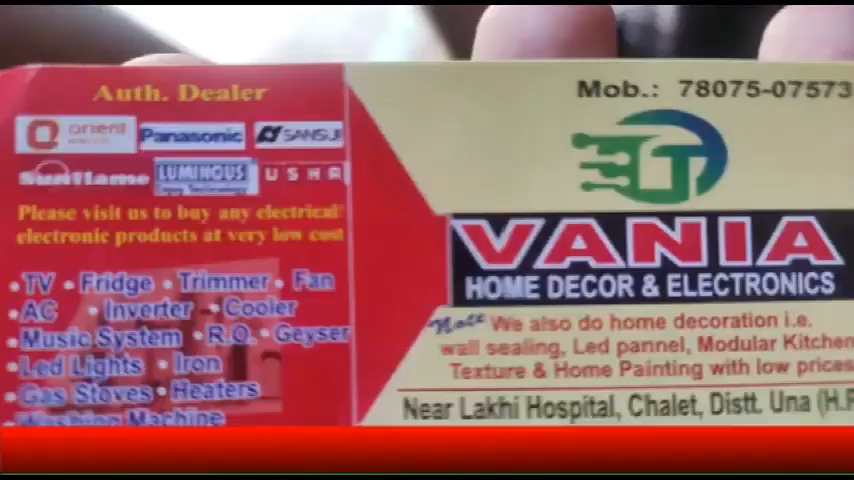 Auth. Dealer
orient
Panasonic
SANSUI
Sunflame
LUMINOUS
USHA
Please visit us to buy any electrical/
electronic products at very low cost
• TV • Fridge • Trimmer • Fan
• AC • Inverter • Cooler
• Music System • R.O. • Geyser
• Led Lights • Iron
• Gas Stoves • Heaters
• Washing Machine
Mob.: 78075-07573
VANIA
HOME DECOR & ELECTRONICS
Note We also do home decoration i.e.
wall sealing, Led pannel, Modular Kitchen
Texture & Home Painting with low prices
Near Lakhi Hospital, Chalet, Distt. Una (H.P